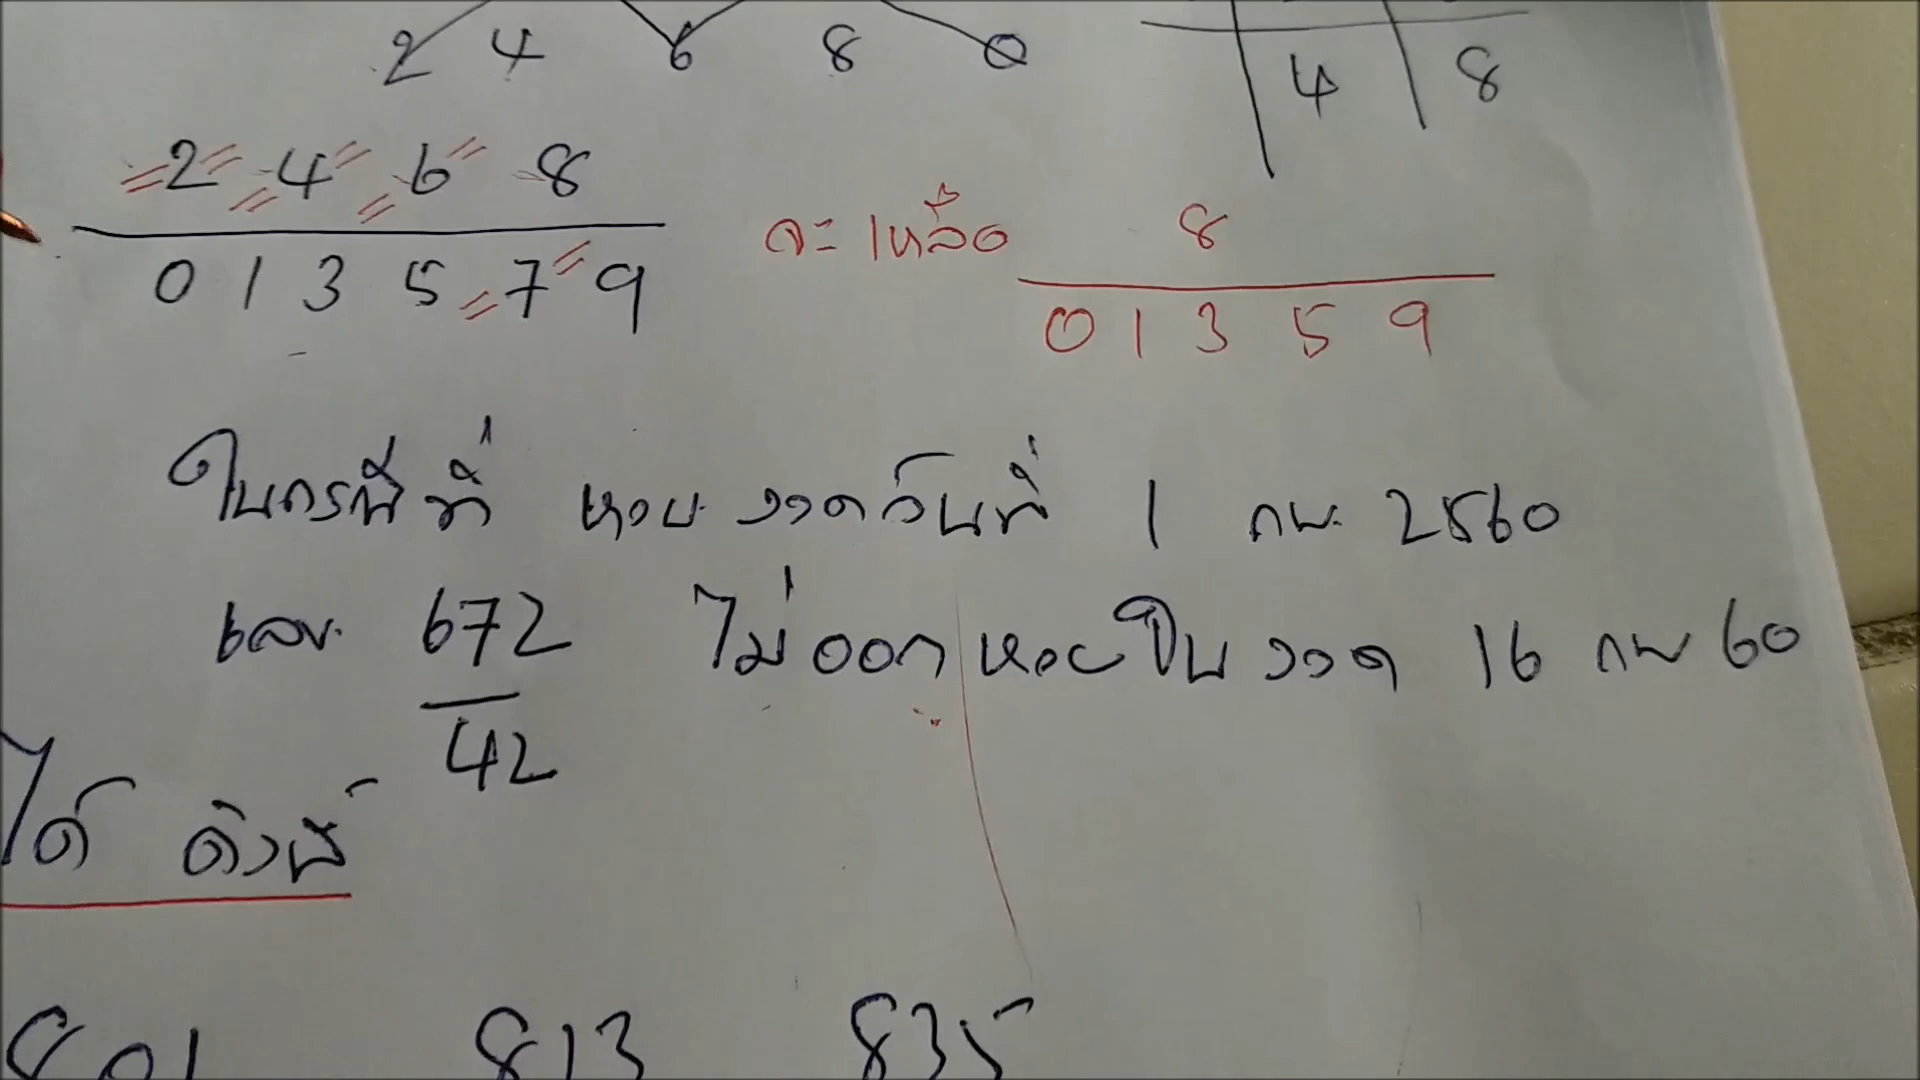 2 4 6 8 0
4 8
2 4 6 8
0 1 3 5 7 9
จะเหลือ 8
0 1 3 5 9
ในกรณีที่ หวย งวดวันที่ 1 กพ. 2560
เลข 672 ไม่ออก หวยปิน งวด 16 กพ 60
42
ได้ ดังนี้
801 813 835